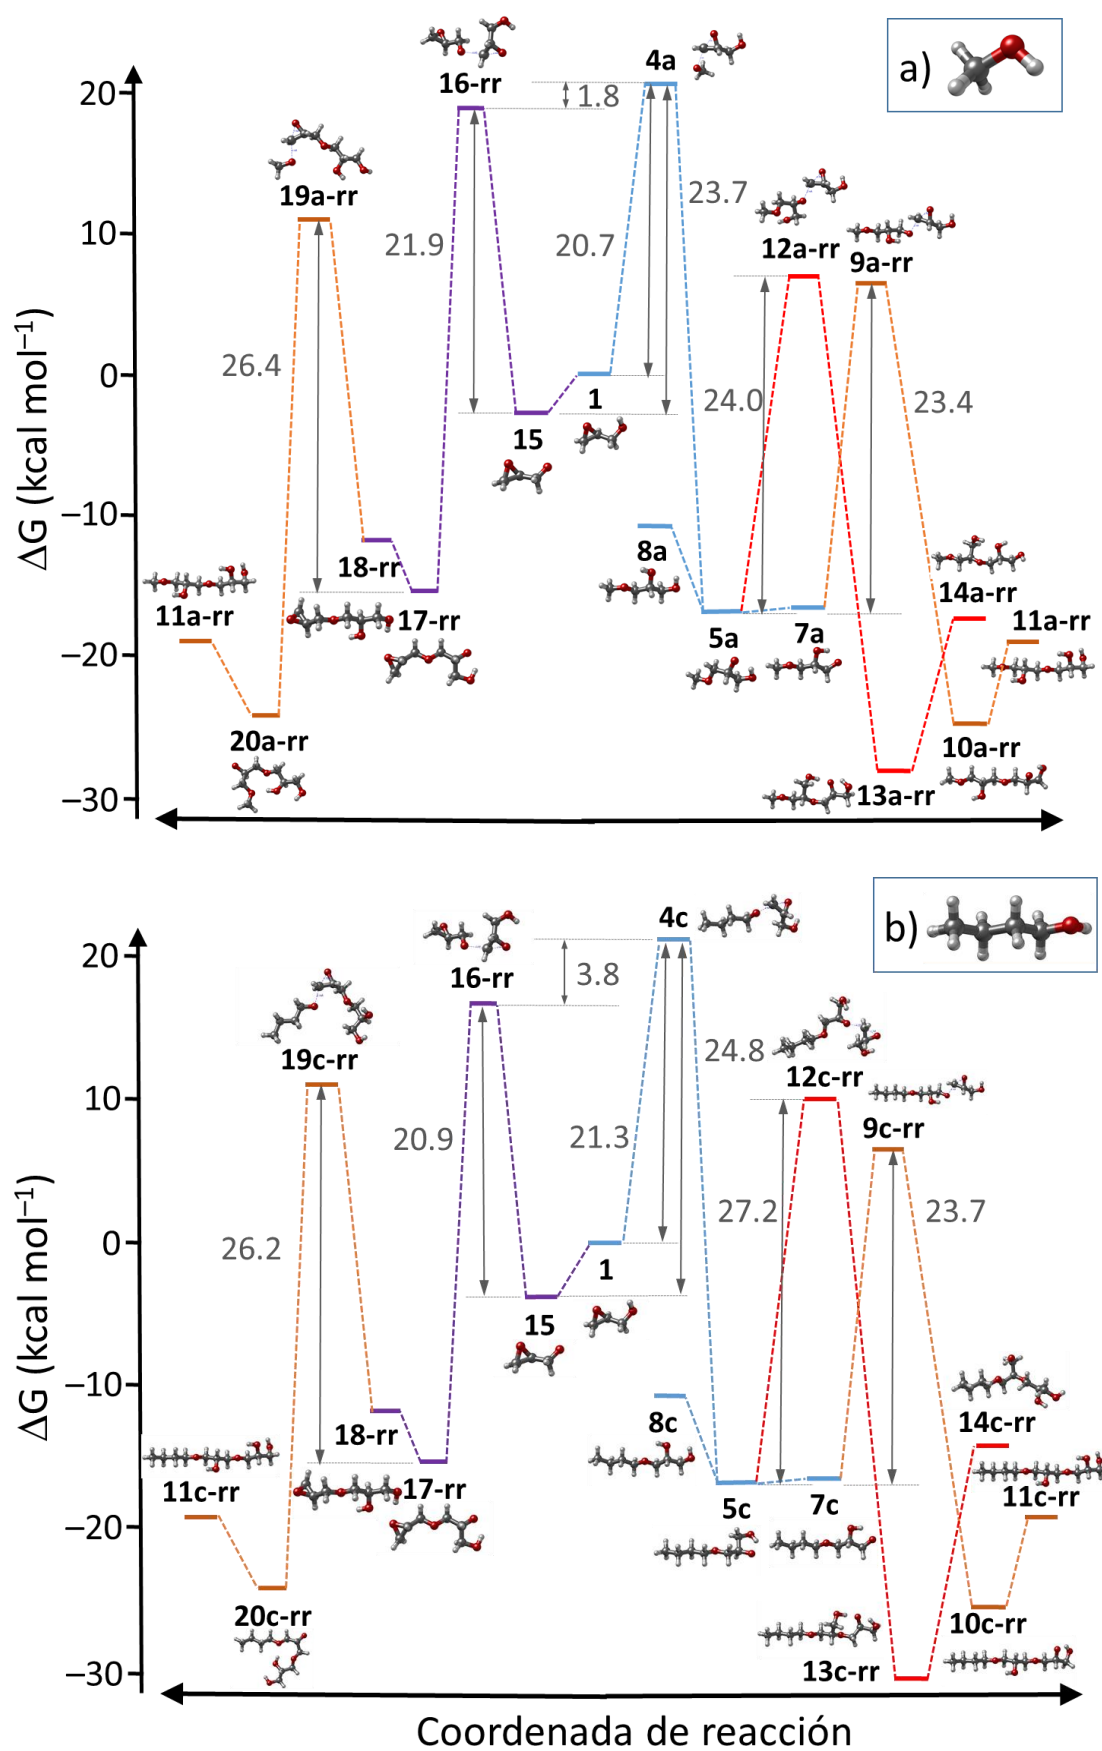 a)
16-rr
4a
20
1.8
19a-rr
23.7
12a-rr
9a-rr
10
21.9
20.7
26.4
0
1
24.0
23.4
15
ΔG (kcal mol⁻¹)
−10
8a
18-rr
14a-rr
11a-rr
17-rr
5a
7a
11a-rr
−20
20a-rr
10a-rr
13a-rr
−30
b)
4c
16-rr
20
3.8
19c-rr
24.8
12c-rr
10
9c-rr
20.9
21.3
27.2
23.7
26.2
0
1
15
ΔG (kcal mol⁻¹)
−10
8c
14c-rr
18-rr
11c-rr
17-rr
5c
7c
11c-rr
−20
20c-rr
10c-rr
13c-rr
−30
Coordenada de reacción